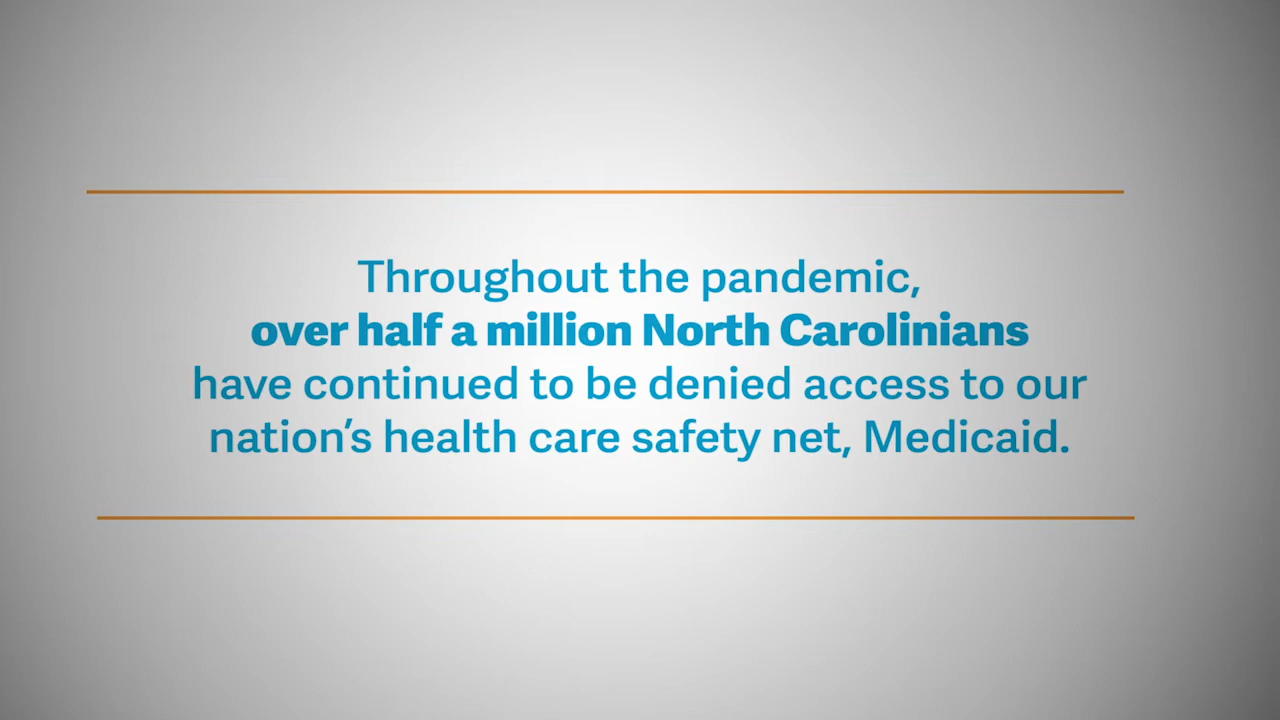 Throughout the pandemic,
over half a million North Carolinians
have continued to be denied access to our
nation’s health care safety net, Medicaid.